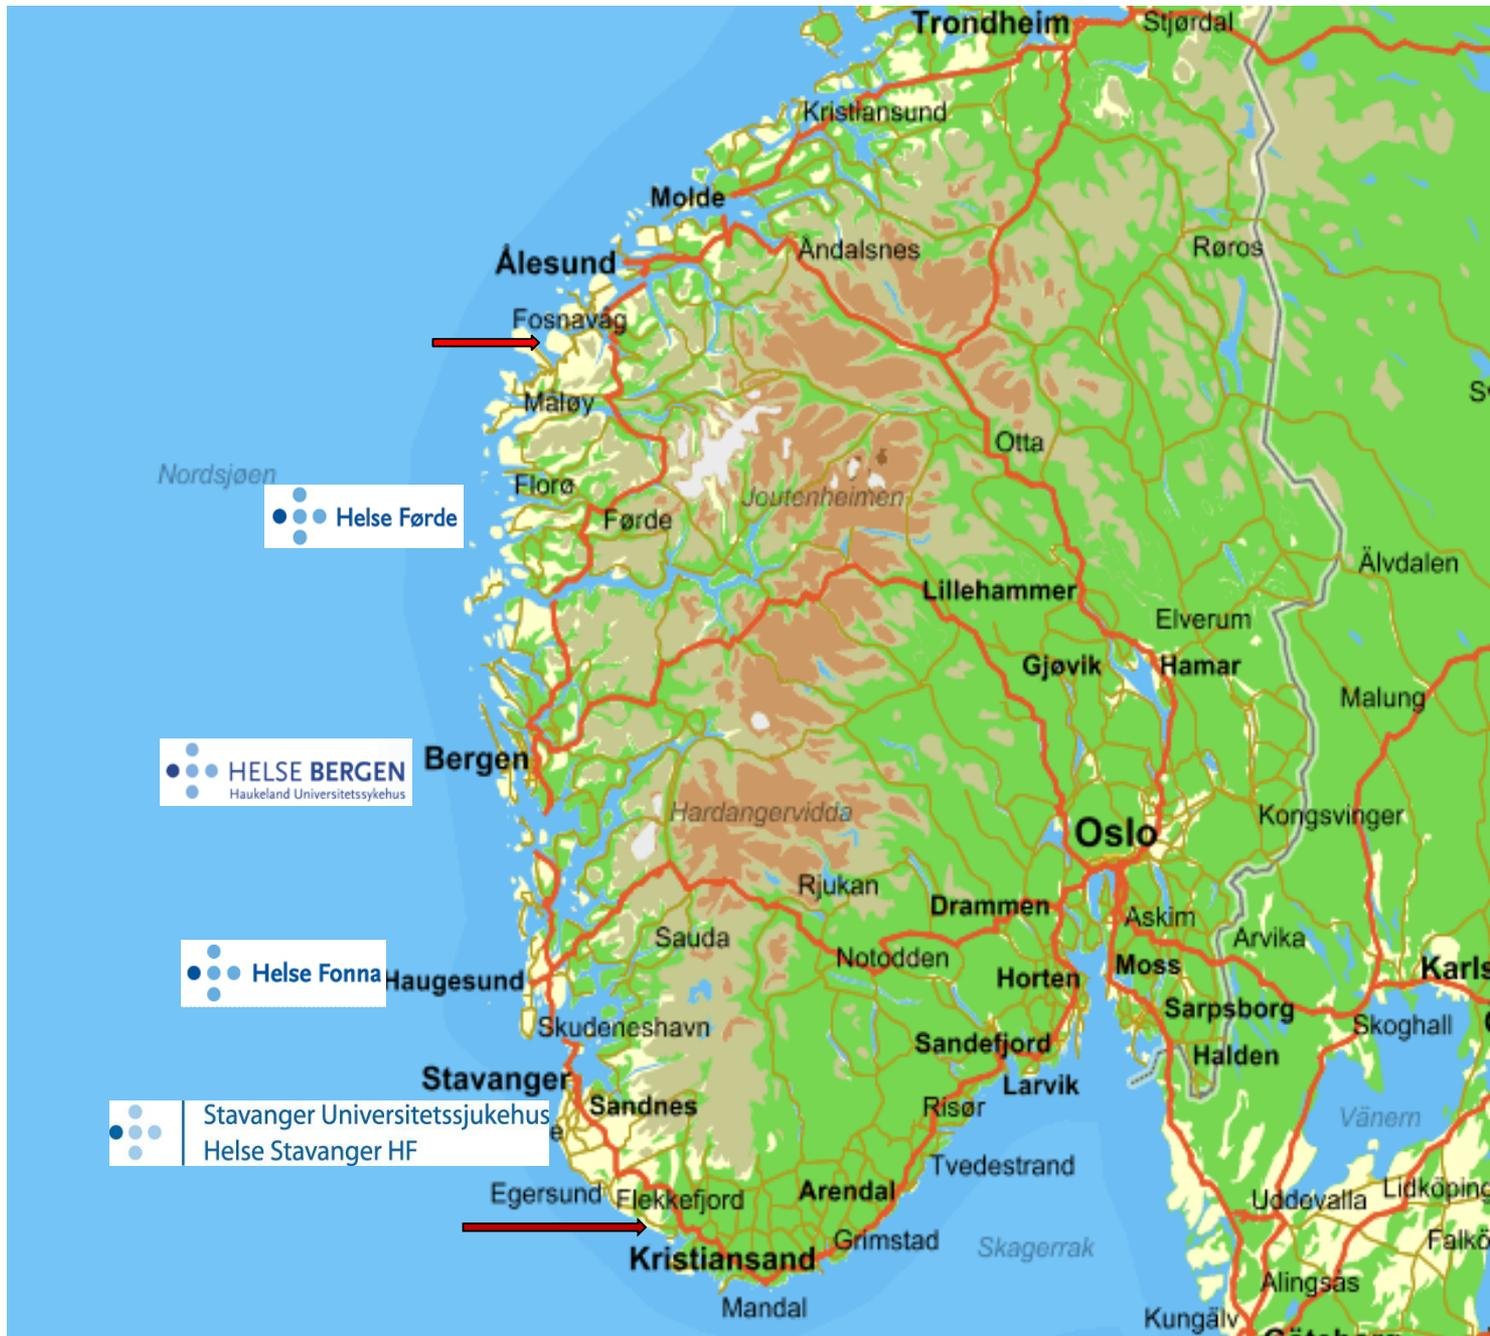 Trondheim
Stjørdal
Kristiansund
Molde
Åndalsnes
Røros
Ålesund
Fosnavåg
Måløy
Otta
Nordsjøen
Florø
Joutenheimen
Helse Førde
Førde
Älvdalen
Lillehammer
Elverum
Gjøvik
Hamar
Malung
Bergen
HELSE BERGEN
Haukeland Universitetssykehus
Hardangervidda
Kongsvinger
Oslo
Rjukan
Drammen
Askim
Sauda
Arvika
Notodden
Helse Fonna
Haugesund
Horten
Moss
Karls
Sarpsborg
Skudeneshavn
Skoghall
Sandefjord
Halden
Stavanger
Larvik
Sandnes
Risør
Stavanger Universitetssjukehus
Helse Stavanger HF
Vänern
Tvedestrand
Egersund
Flekkefjord
Arendal
Uddevalla
Lidköping
Grimstad
Skagerrak
Falkö
Kristiansand
Alingsås
Mandal
Kungälv